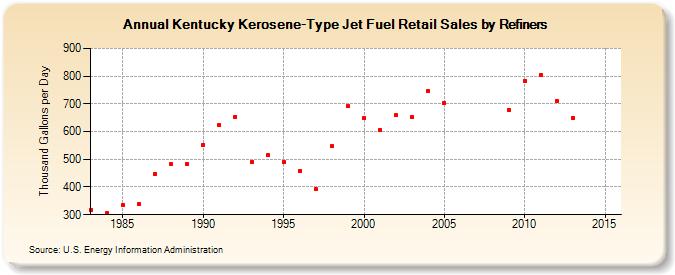 Annual Kentucky Kerosene-Type Jet Fuel Retail Sales by Refiners
Thousand Gallons per Day
900
800
700
600
500
400
300
1985 1990 1995 2000 2005 2010 2015
Source: U.S. Energy Information Administration